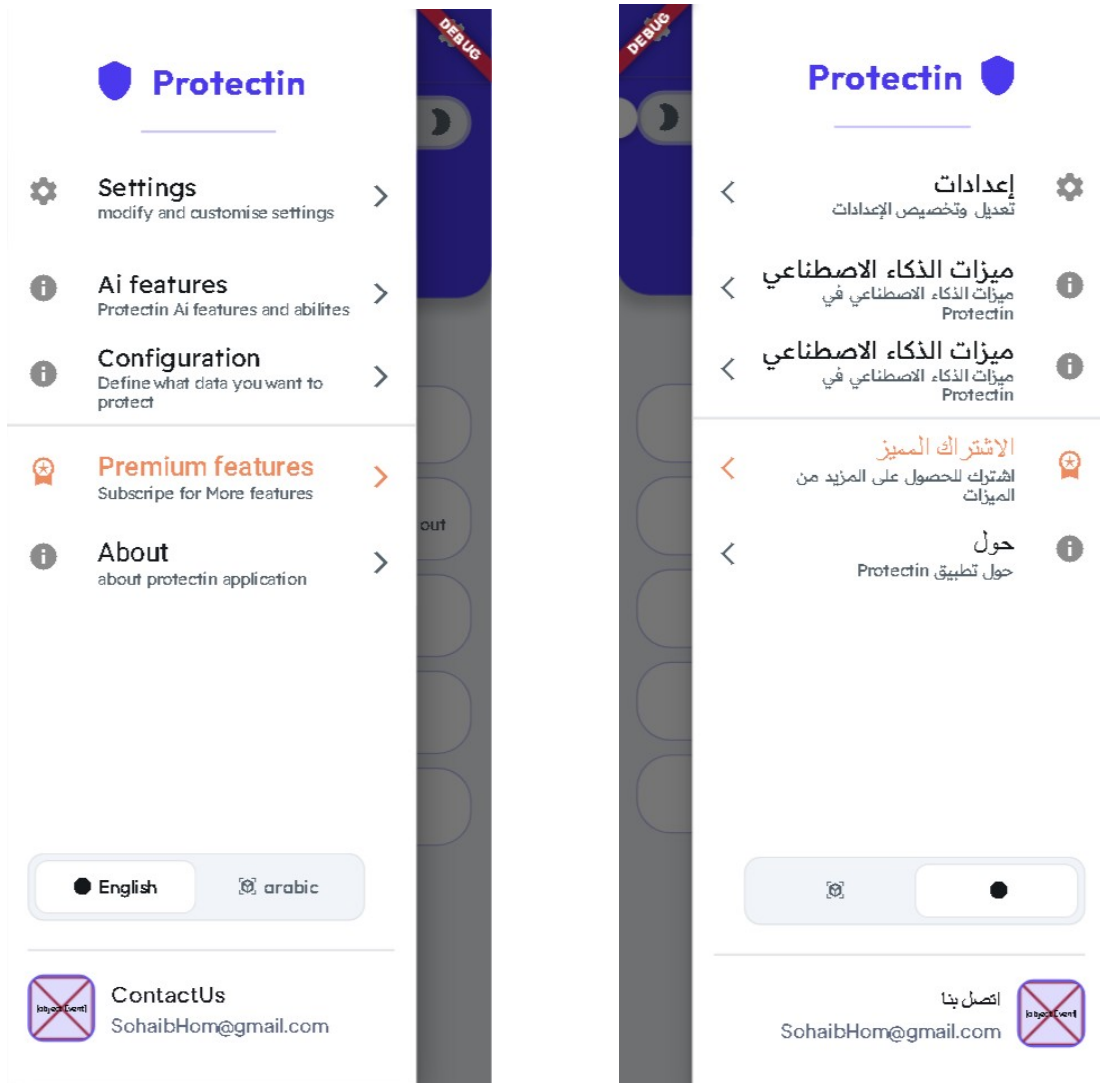 Protectin
DEBUG
Settings
modify and customise settings
Ai features
Protectin Ai features and abilites
Configuration
Define what data you want to
protect
Premium features
Subscripe for More features
out
About
about protectin application
English
arabic
[object Event]
ContactUs
SohaibHom@gmail.com
DEBUG
Protectin
إعدادات
تعديل وتخصيص الإعدادات
ميزات الذكاء الاصطناعي
ميزات الذكاء الاصطناعي في
Protectin
ميزات الذكاء الاصطناعي
ميزات الذكاء الاصطناعي في
Protectin
الاشتراك المميز
اشترك للحصول على المزيد من
الميزات
حول
حول تطبيق Protectin
اتصل بنا
SohaibHom@gmail.com
[object Event]